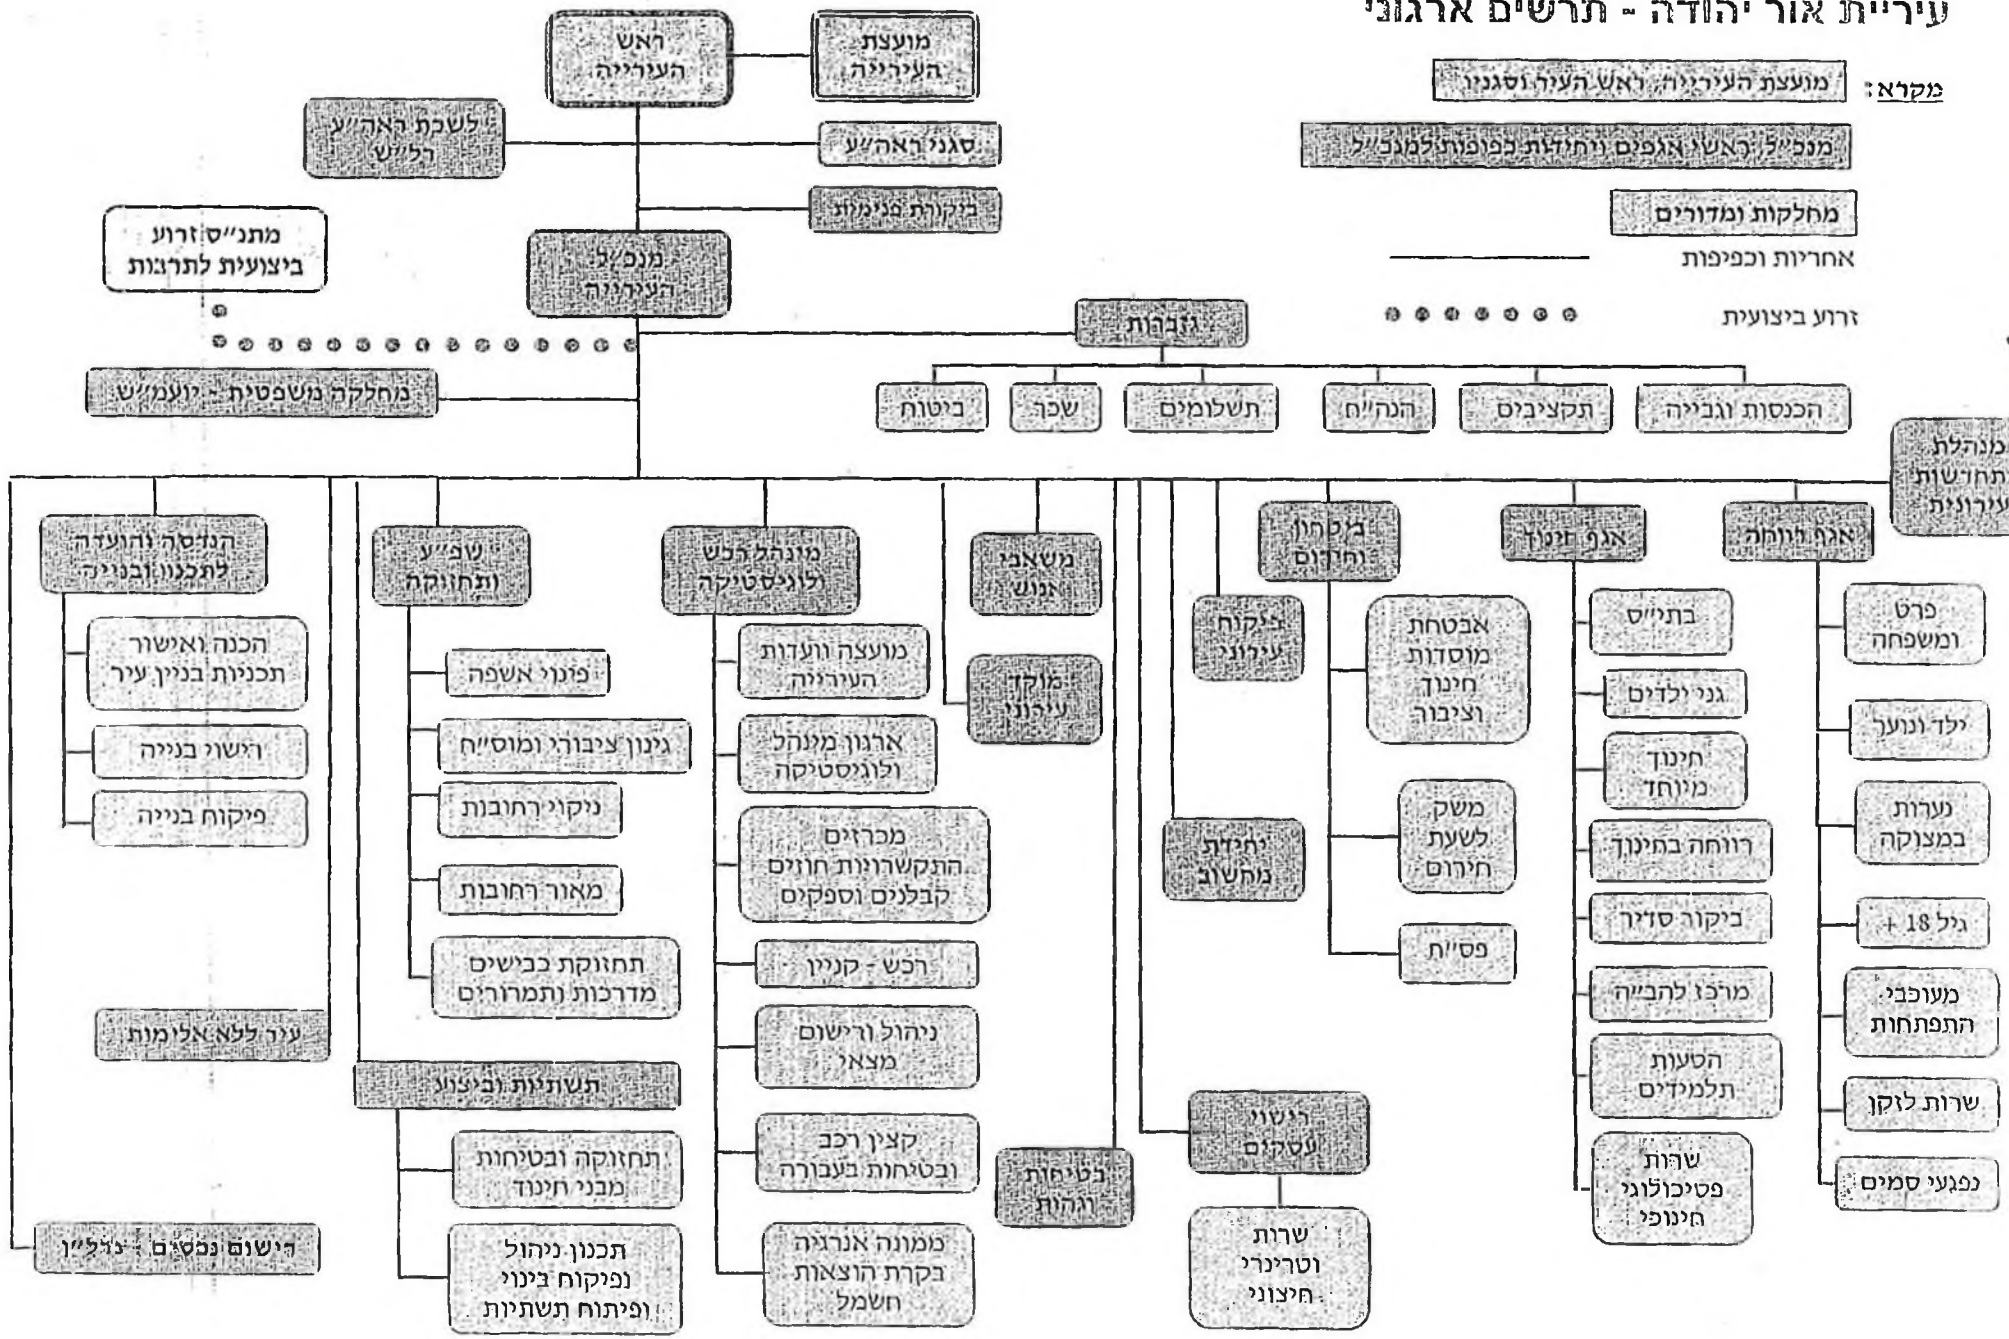 עיריית אור יהודה - תרשים ארגוני
מקרא:
מועצת העירייה, ראש העיר וסגניו
מנכ״ל, ראשי אגפים ויחידות כפופות למנכ״ל
מחלקות ומדורים
אחריות וכפיפות
זרוע ביצועית
מועצת
העירייה
ראש
העירייה
סגני ראה״ע
לשכת ראה״ע
רל״ש
ביקורת פנימית
מנכ״ל
העירייה
מתנ״ס זרוע
ביצועית לתרבות
גזברות
הכנסות וגבייה
תקציבים
הנה״ח
תשלומים
שכר
ביטוח
מחלקה משפטית - יועמ״ש
מנהלת
תחדשות
עירונית
אגף רווחה
פרט
ומשפחה
ילד ונוער
נערות
במצוקה
גיל 18 +
מעוכבי
התפתחות
שרות לזקן
נפגעי סמים
אגף חינוך
בתי״ס
גני ילדים
חינוך
מיוחד
רווחה בחינוך
ביקור סדיר
מרכז להב״ה
הסעות
תלמידים
שרות
פסיכולוגי
חינוכי
ביטחון
וחירום
אבטחת
מוסדות
חינוך
וציבור
משק
לשעת
חירום
פס״ח
פיקוח
עירוני
יחידת
מחשוב
רישוי
עסקים
שרות
וטרינרי
חיצוני
בטיחות
וגהות
משאבי
אנוש
מוקד
עירוני
מינהל רכש
ולוגיסטיקה
מועצה וועדות
העירייה
ארגון מינהל
ולוגיסטיקה
מכרזים
התקשרויות חוזים
קבלנים וספקים
רכש - קניין
ניהול ורישום
מצאי
קצין רכב
ובטיחות בעבורה
ממונה אנרגיה
בקרת הוצאות
חשמל
שפ״ע
ותחזוקה
פינוי אשפה
גינון ציבורי ומוס״ח
ניקוי רחובות
מאור רחובות
תחזוקת כבישים
מדרכות ותמרורים
תשתיות וביצוע
תחזוקה ובטיחות
מבני חינוך
תכנון ניהול
ופיקוח בינוי
ופיתוח תשתיות
הנדסה והועדה
לתכנון ובנייה
הכנה ואישור
תכניות בניין עיר
רישוי בנייה
פיקוח בנייה
עיר ללא אלימות
רישום נכסים - נדל״ן